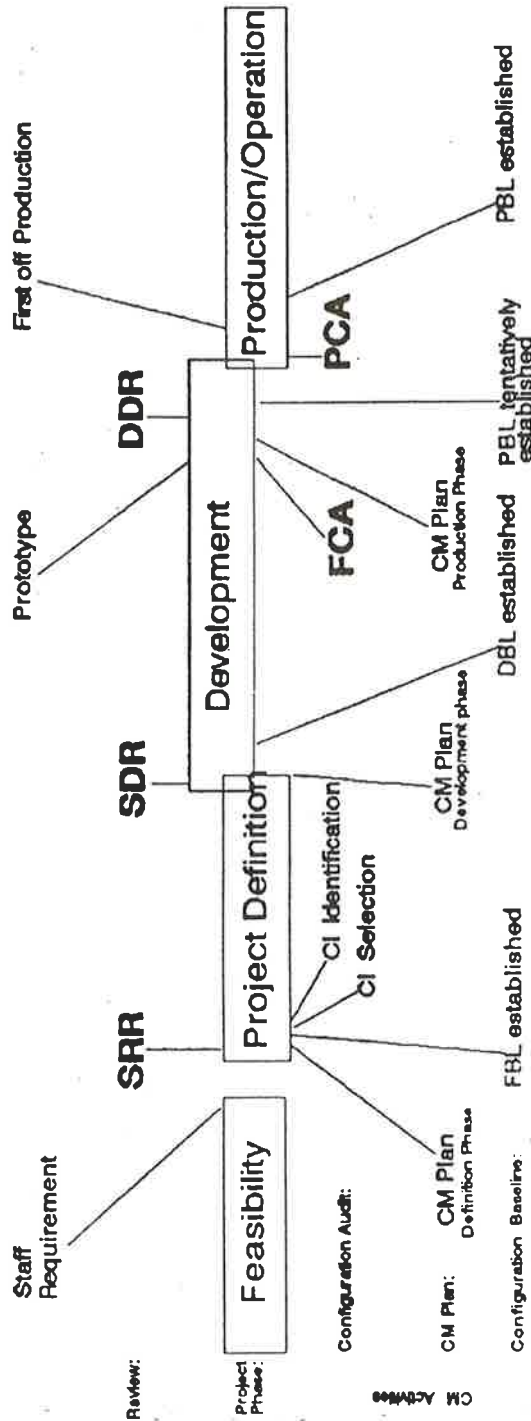 Staff
Requirement
Prototype
First off Production
Review:
SRR
SDR
DDR
Project
Phase:
Feasibility
Project Definition
Development
Production/Operation
Configuration Audit:
CI Identification
CI Selection
FCA
PCA
CM Activities
CM Plan:
CM Plan
Definition Phase
CM Plan
Development phase
CM Plan
Production Phase
Configuration Baseline:
FBL established
DBL established
PBL tentatively
established
PBL established